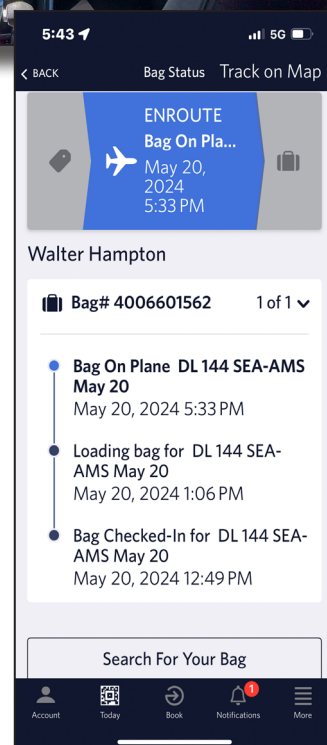 5:43
5G
BACK
Bag Status
Track on Map
ENROUTE
Bag On Pla...
May 20,
2024
5:33 PM
Walter Hampton
Bag# 4006601562
1 of 1
Bag On Plane DL 144 SEA-AMS
May 20
May 20, 2024 5:33 PM
Loading bag for DL 144 SEA-
AMS May 20
May 20, 2024 1:06 PM
Bag Checked-In for DL 144 SEA-
AMS May 20
May 20, 2024 12:49 PM
Search For Your Bag
1
Account
Today
Book
Notifications
More